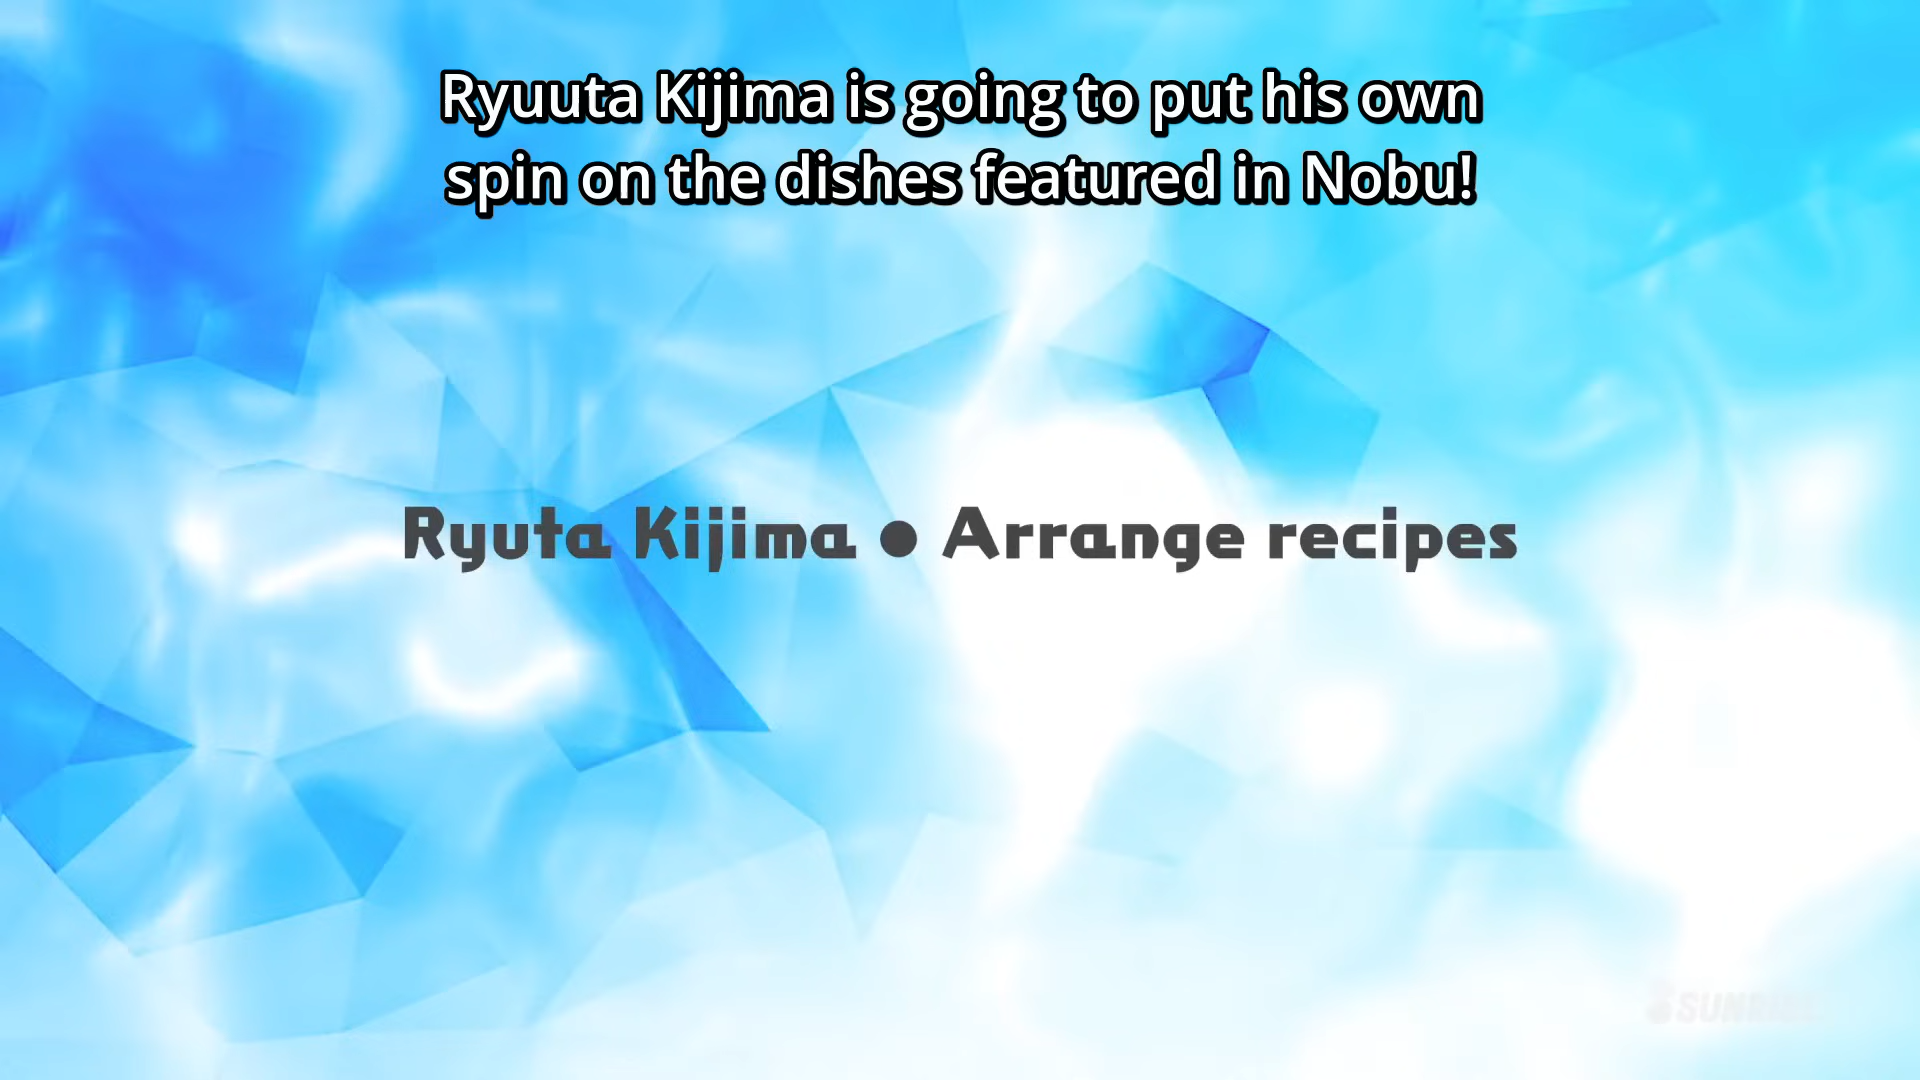 Ryuuta Kijima is going to put his own
spin on the dishes featured in Nobu!
Ryuta Kijima ● Arrange recipes
SUNRISE